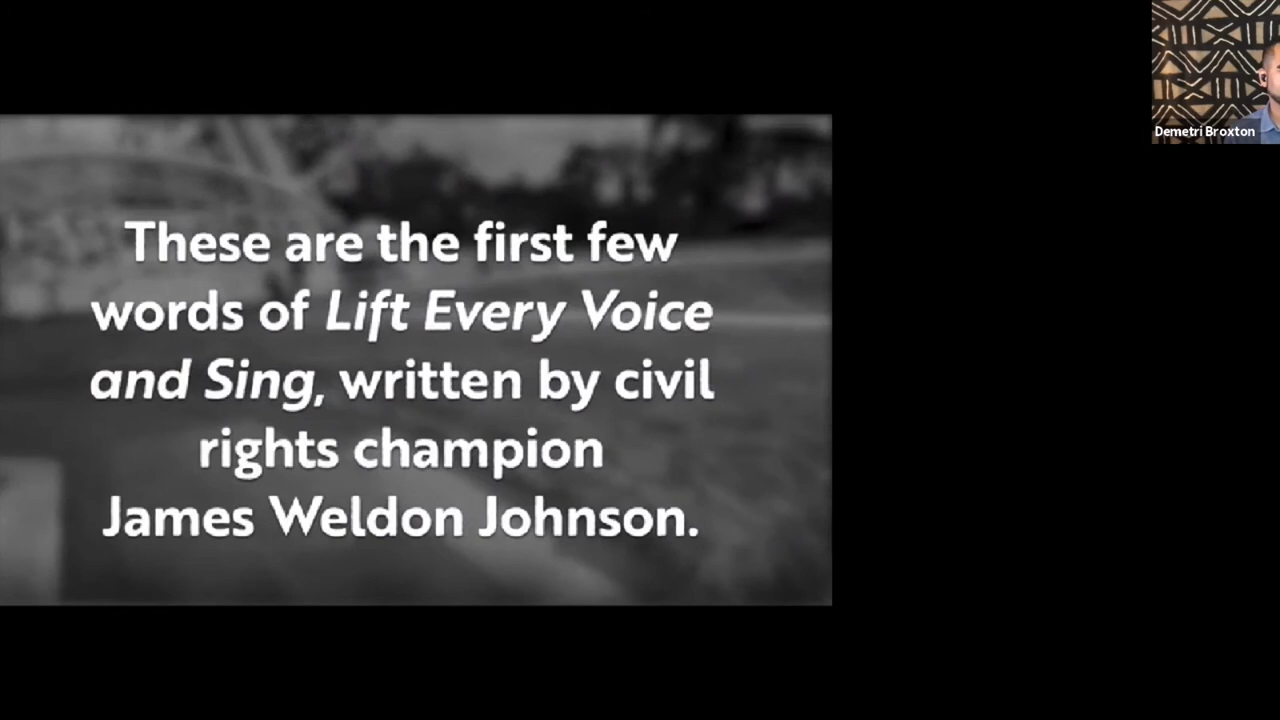 These are the first few
words of Lift Every Voice
and Sing, written by civil
rights champion
James Weldon Johnson.
Demetri Broxton